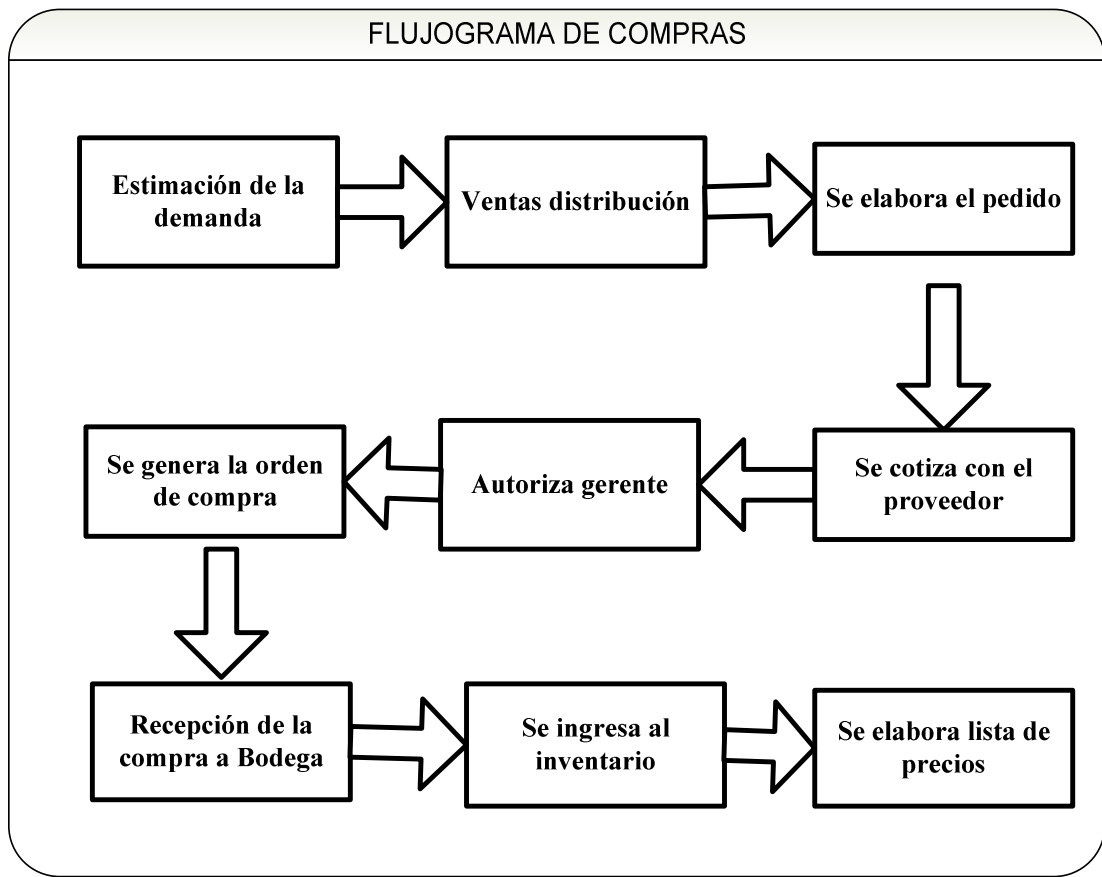 FLUJOGRAMA DE COMPRAS
Estimación de la
demanda
Ventas distribución
Se elabora el pedido
Se cotiza con el
proveedor
Autoriza gerente
Se genera la orden
de compra
Recepción de la
compra a Bodega
Se ingresa al
inventario
Se elabora lista de
precios